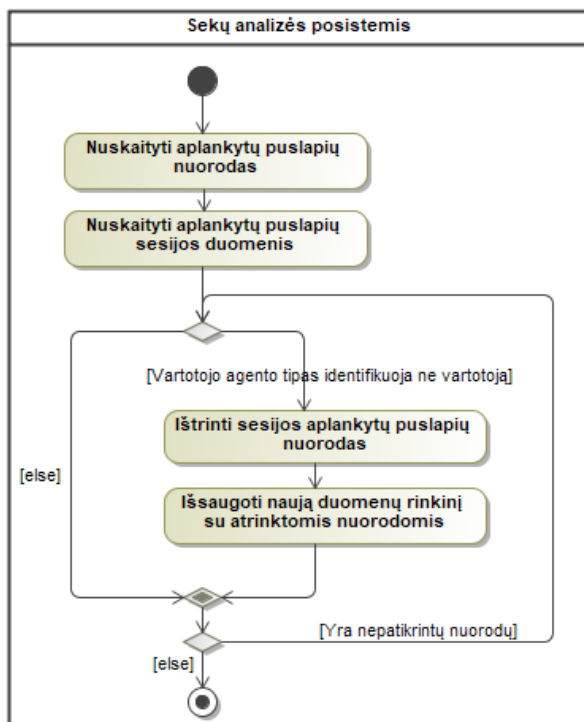 Sekų analizės posistemis
Nuskaityti aplankytų puslapių
nuorodas
Nuskaityti aplankytų puslapių
sesijos duomenis
[Vartotojo agento tipas identifikuoja ne vartotoją]
Ištrinti sesijos aplankytų puslapių
nuorodas
[else]
Išsaugoti naują duomenų rinkinį
su atrinktomis nuorodomis
[Yra nepatikrintų nuorodų]
[else]